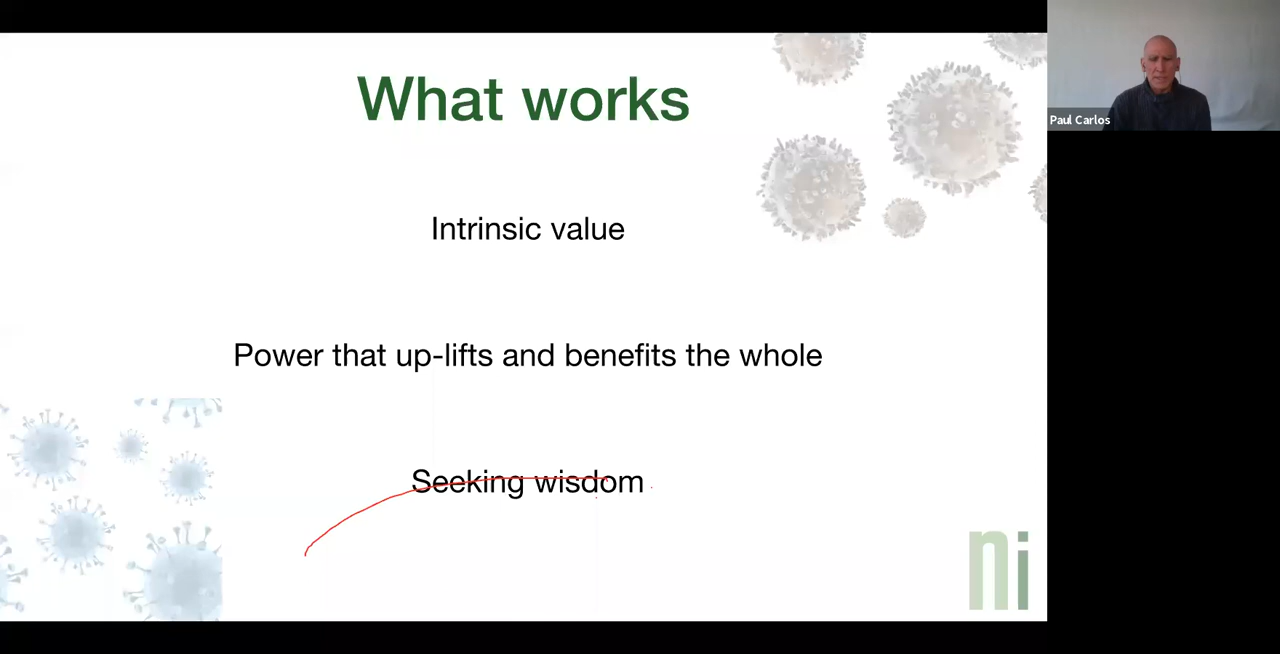 What works
Intrinsic value
Power that up-lifts and benefits the whole
Seeking wisdom
ni
Paul Carlos